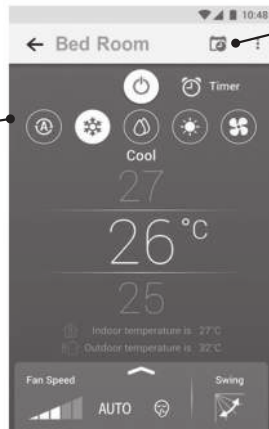 10:48
Bed Room
Timer
A
Cool
27
26°C
25
Indoor temperature is 27°C
Outdoor temperature is 32°C
Fan Speed
Swing
AUTO